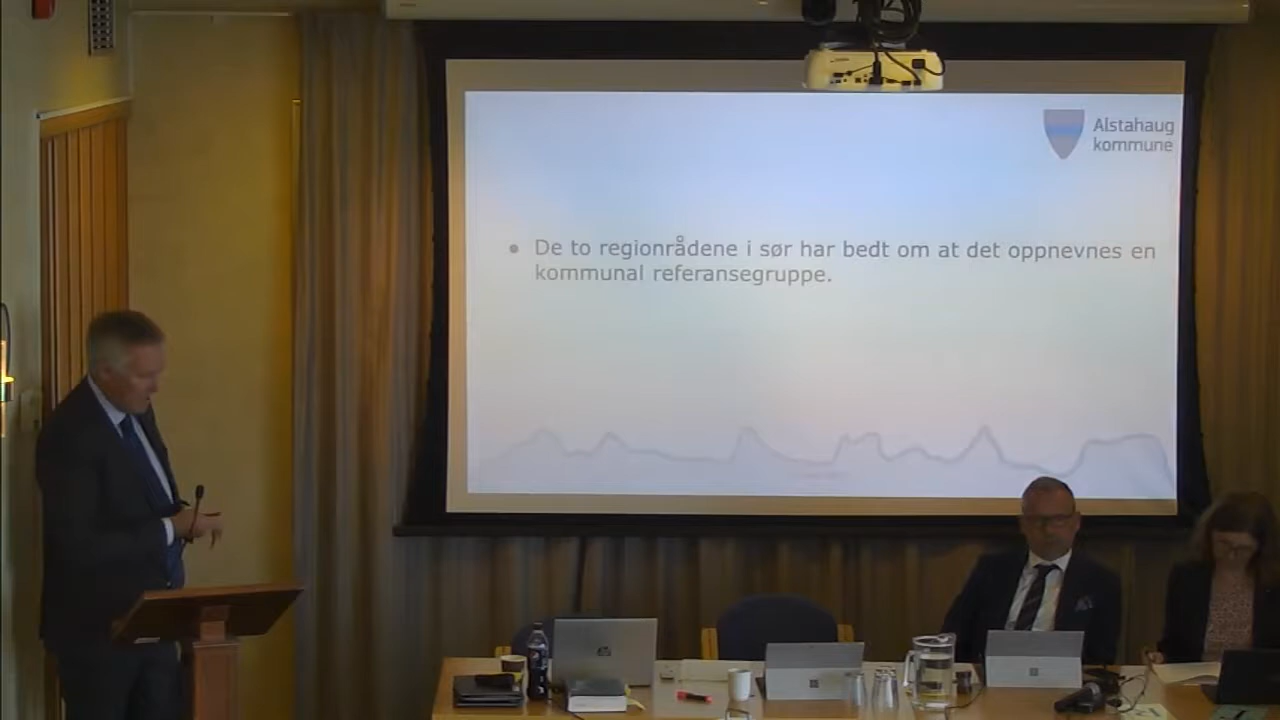 Alstahaug
kommune
• De to regionrådene i sør har bedt om at det oppnevnes en
kommunal referansegruppe.